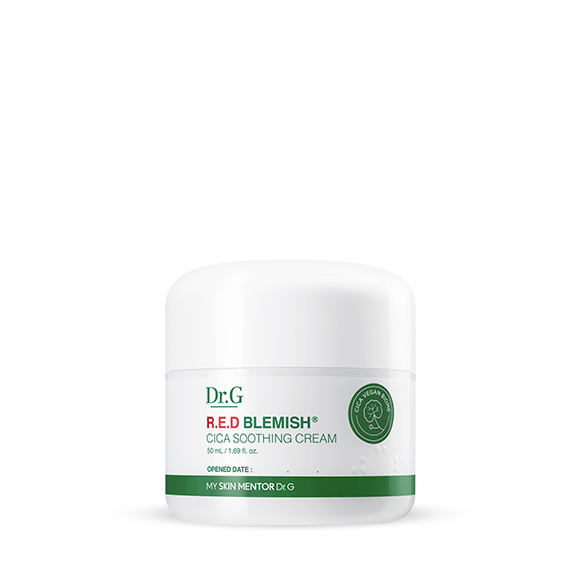 Dr.G
R.E.D BLEMISH®
CICA SOOTHING CREAM
50 mL / 1.69 fl. oz.
OPENED DATE : . .
MY SKIN MENTOR Dr.G
CICA VEGAN BIOME